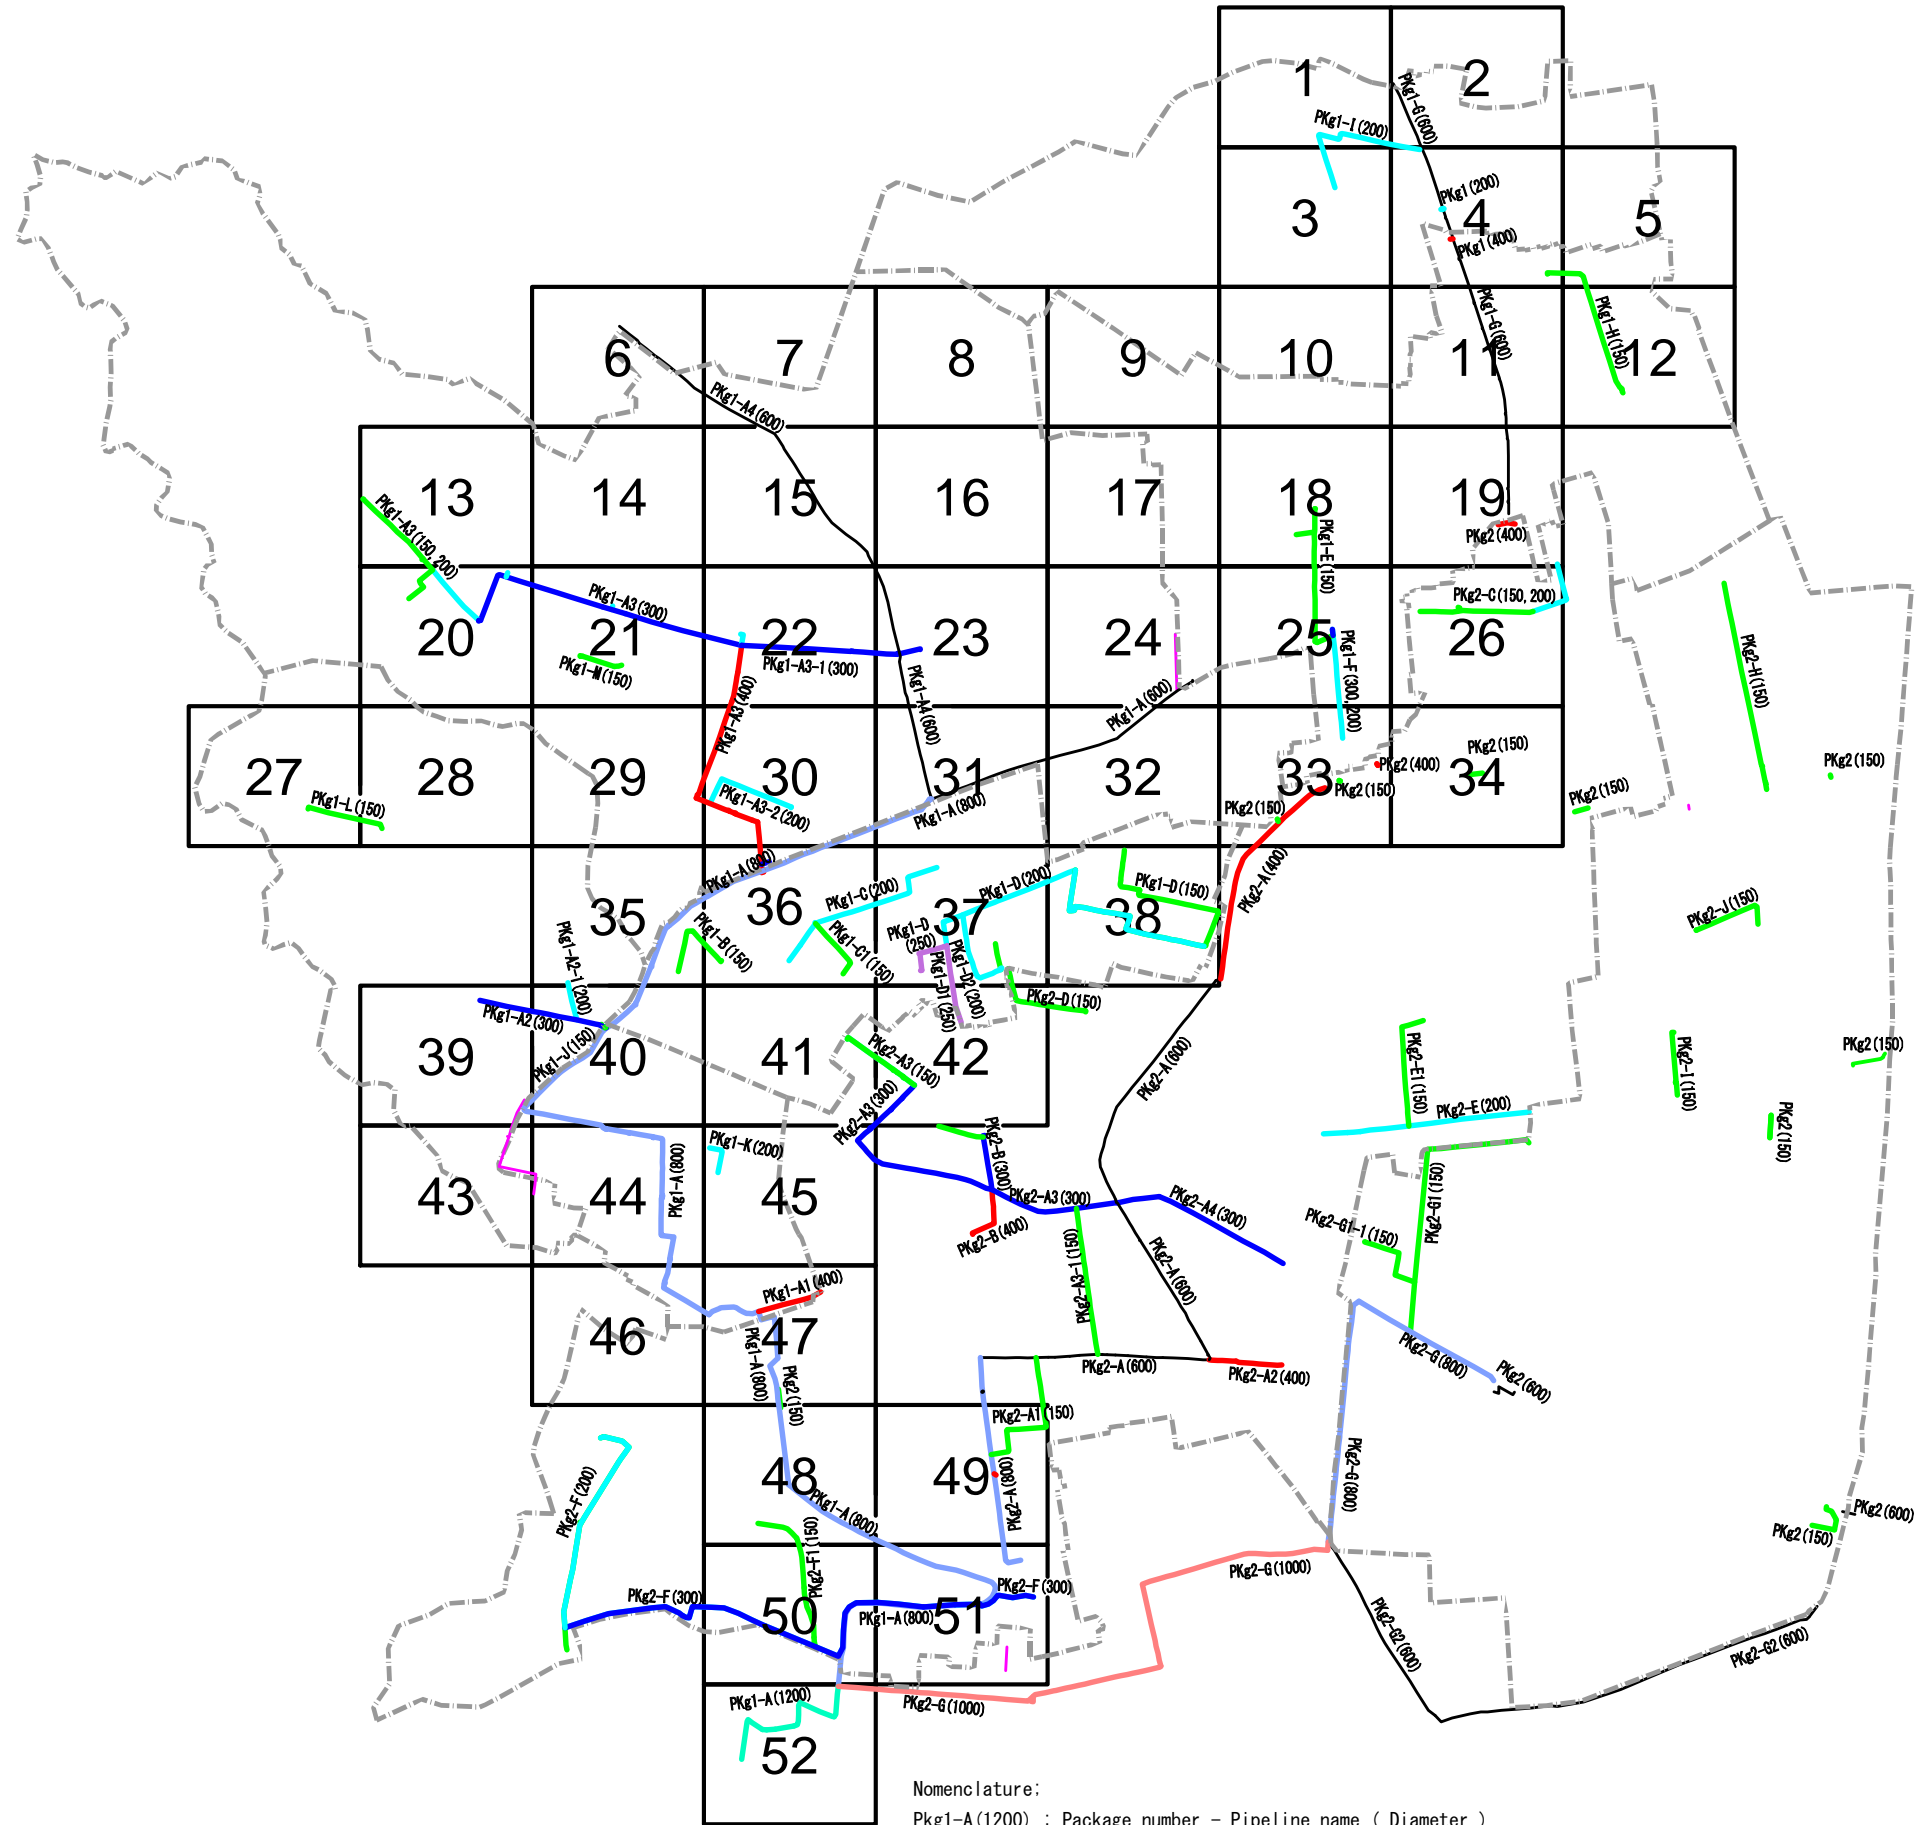 1
2
PKg1-G(600)
PKg1-I(200)
PKg1(200)
3
4
5
PKg1(400)
PKg1-G(600)
PKg1-H(150)
6
7
8
9
10
11
12
PKg1-A4(600)
13
14
15
16
17
18
19
PKg1-A3(150,200)
PKg1-E(150)
PKg2(400)
PKg1-A3(300)
PKg2-C(150,200)
20
21
22
23
24
25
26
PKg1-M(150)
PKg1-A3-1(300)
PKg1-F(300,200)
PKg2-H(150)
PKg1-A3(400)
PKg1-A4(600)
PKg1-A(600)
27
28
29
30
31
32
33
34
PKg2(150)
PKg2(400)
PKg2(150)
PKg2(150)
PKg2(150)
PKg2(150)
PKg1-L(150)
PKg1-A3-2(200)
PKg1-A(800)
PKg2-A(400)
PKg1-A(800)
35
36
37
38
PKg1-C(200)
PKg1-D(200)
PKg1-D(150)
PKg2-J(150)
PKg1-B(150)
PKg1-C1(150)
PKg1-D
(250)
PKg1-D1(250)
PKg1-D2(200)
PKg2-D(150)
PKg1-A2-1(200)
PKg1-A2(300)
PKg1-J(150)
39
40
41
42
PKg2-A3(150)
PKg2-A3(300)
PKg2-A(600)
PKg2-E1(150)
PKg2-E(200)
PKg2-I(150)
PKg2(150)
PKg2(150)
PKg1-K(200)
PKg2-B(300)
43
44
45
PKg1-A(800)
PKg2-A3(300)
PKg2-A4(300)
PKg2-B(400)
PKg2-A3-1(150)
PKg2-A(600)
PKg2-G1-1(150)
PKg2-G1(150)
PKg1-A1(400)
46
47
PKg1-A(800)
PKg2(150)
PKg2-A(600)
PKg2-A2(400)
PKg2-G(800)
PKg2(600)
PKg2-A1(150)
48
49
PKg2-F(200)
PKg1-A(800)
PKg2-A(800)
PKg2-G(800)
PKg2(600)
PKg2(150)
PKg2-F1(150)
PKg2-F(300)
PKg2-F(300)
PKg2-G(1000)
50
51
PKg1-A(800)
PKg2-G2(600)
PKg2-G2(600)
PKg1-A(1200)
PKg2-G(1000)
52
Nomenclature;
Pkg1-A(1200) : Package number - Pipeline name ( Diameter )